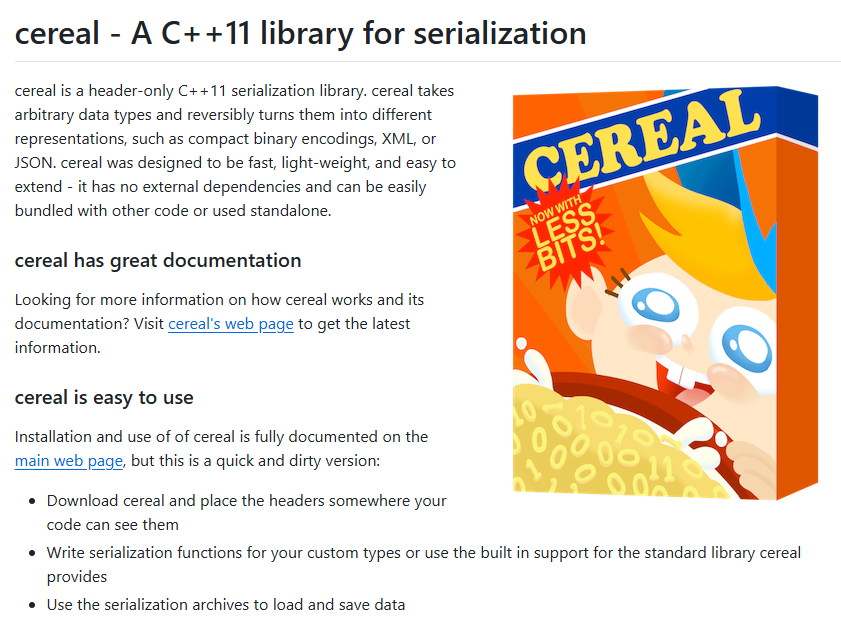 cereal - A C++11 library for serialization
cereal is a header-only C++11 serialization library. cereal takes
arbitrary data types and reversibly turns them into different
representations, such as compact binary encodings, XML, or
JSON. cereal was designed to be fast, light-weight, and easy to
extend - it has no external dependencies and can be easily
bundled with other code or used standalone.
CEREAL
NOW WITH
LESS
BITS!
cereal has great documentation
Looking for more information on how cereal works and its
documentation? Visit cereal's web page to get the latest
information.
cereal is easy to use
Installation and use of of cereal is fully documented on the
main web page, but this is a quick and dirty version:
• Download cereal and place the headers somewhere your
code can see them
• Write serialization functions for your custom types or use the built in support for the standard library cereal
provides
• Use the serialization archives to load and save data